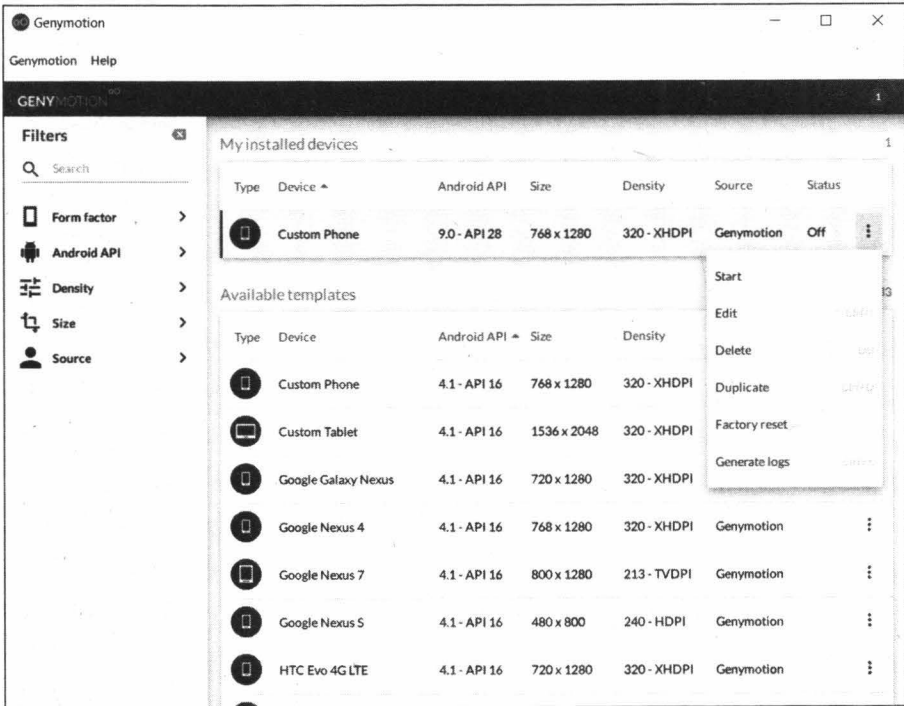 Genymotion
Genymotion Help
GENYMOTION 1
Filters
Search
Form factor
Android API
Density
Size
Source
My installed devices 1
Type Device Android API Size Density Source Status
Custom Phone 9.0 - API 28 768 x 1280 320 - XHDPI Genymotion Off
Start
Edit
Delete
Duplicate
Factory reset
Generate logs
Available templates
Type Device Android API Size Density
Custom Phone 4.1 - API 16 768 x 1280 320 - XHDPI
Custom Tablet 4.1 - API 16 1536 x 2048 320 - XHDPI
Google Galaxy Nexus 4.1 - API 16 720 x 1280 320 - XHDPI
Google Nexus 4 4.1 - API 16 768 x 1280 320 - XHDPI Genymotion
Google Nexus 7 4.1 - API 16 800 x 1280 213 - TVDPI Genymotion
Google Nexus S 4.1 - API 16 480 x 800 240 - HDPI Genymotion
HTC Evo 4G LTE 4.1 - API 16 720 x 1280 320 - XHDPI Genymotion